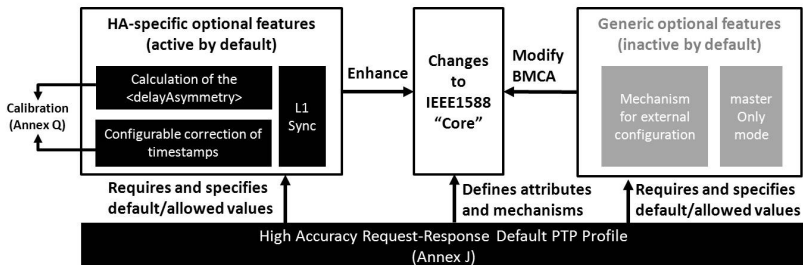 HA-specific optional features
(active by default)
Calculation of the
<delayAsymmetry>
Configurable correction of
timestamps
L1
Sync
Calibration
(Annex Q)
Enhance
Changes
to
IEEE1588
“Core”
Modify
BMCA
Generic optional features
(inactive by default)
Mechanism
for external
configuration
master
Only
mode
Requires and specifies
default/allowed values
Defines attributes
and mechanisms
Requires and specifies
default/allowed values
High Accuracy Request-Response Default PTP Profile
(Annex J)